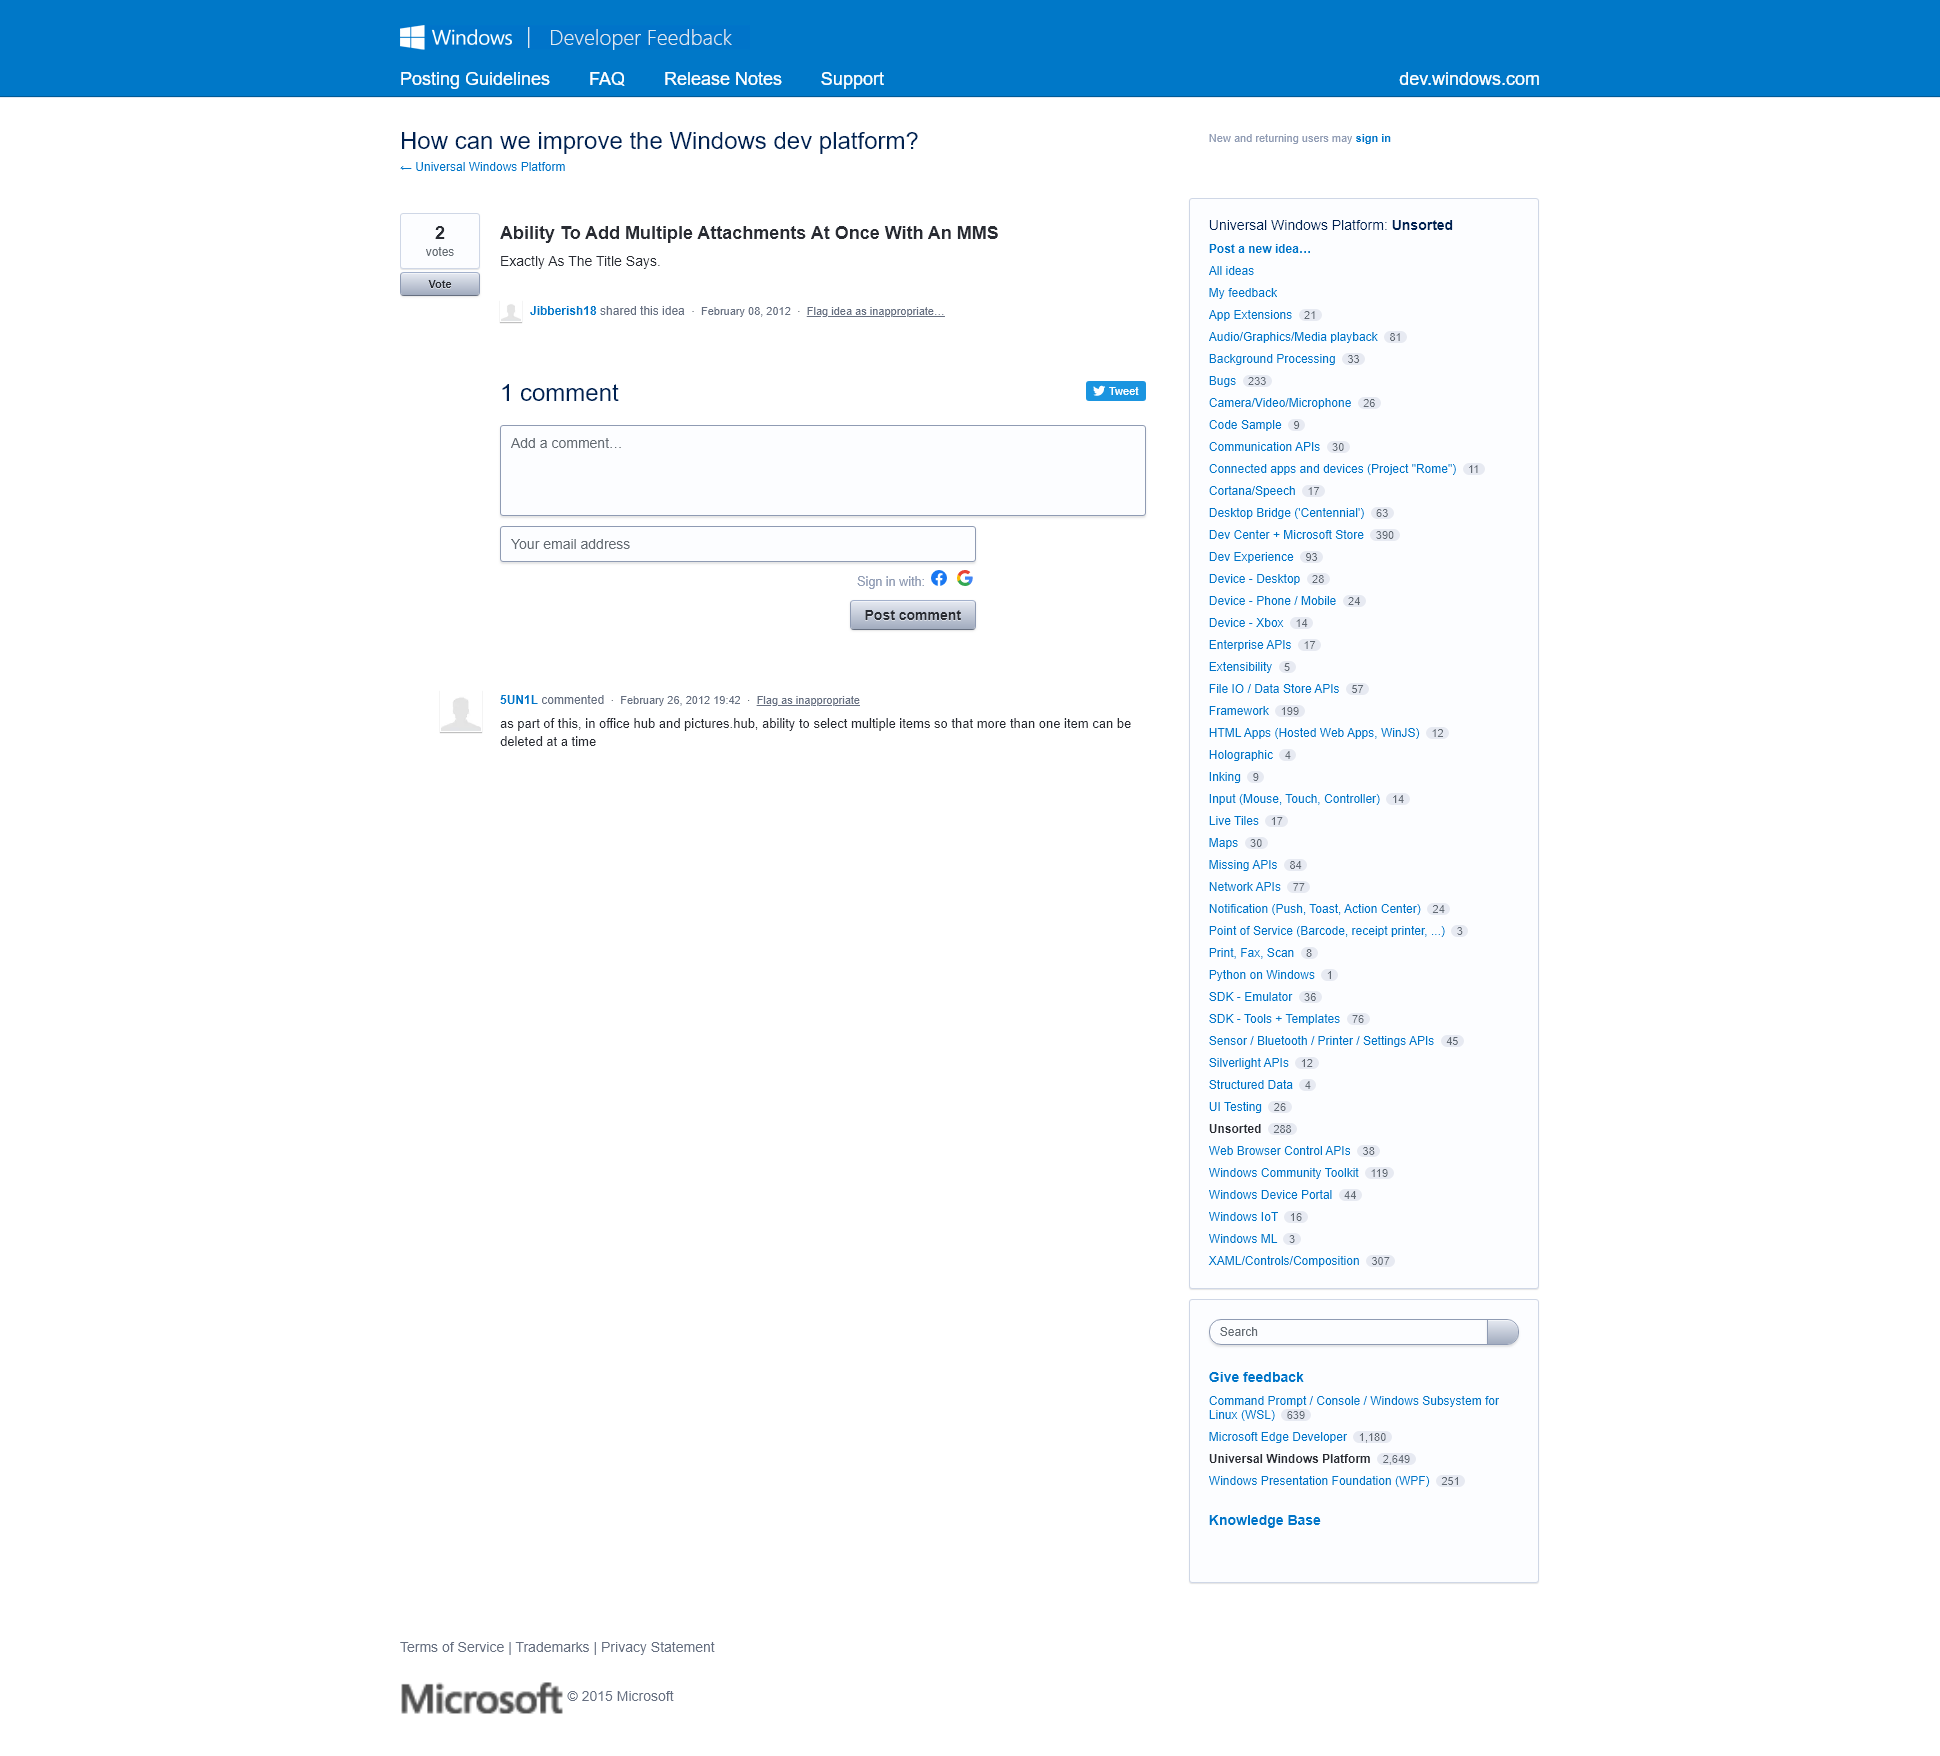 Windows | Developer Feedback
Posting Guidelines FAQ Release Notes Support dev.windows.com
How can we improve the Windows dev platform?
← Universal Windows Platform
New and returning users may sign in
2
votes
Vote
Ability To Add Multiple Attachments At Once With An MMS
Exactly As The Title Says.
Jibberish18 shared this idea · February 08, 2012 · Flag idea as inappropriate…
1 comment
Tweet
Add a comment…
Your email address
Sign in with:
Post comment
5UN1L commented · February 26, 2012 19:42 · Flag as inappropriate
as part of this, in office hub and pictures.hub, ability to select multiple items so that more than one item can be
deleted at a time
Universal Windows Platform: Unsorted
Post a new idea…
All ideas
My feedback
App Extensions 21
Audio/Graphics/Media playback 81
Background Processing 33
Bugs 233
Camera/Video/Microphone 26
Code Sample 9
Communication APIs 30
Connected apps and devices (Project "Rome") 11
Cortana/Speech 17
Desktop Bridge ('Centennial') 63
Dev Center + Microsoft Store 390
Dev Experience 93
Device - Desktop 28
Device - Phone / Mobile 24
Device - Xbox 14
Enterprise APIs 17
Extensibility 5
File IO / Data Store APIs 57
Framework 199
HTML Apps (Hosted Web Apps, WinJS) 12
Holographic 4
Inking 9
Input (Mouse, Touch, Controller) 14
Live Tiles 17
Maps 30
Missing APIs 84
Network APIs 77
Notification (Push, Toast, Action Center) 24
Point of Service (Barcode, receipt printer, ...) 3
Print, Fax, Scan 8
Python on Windows 1
SDK - Emulator 36
SDK - Tools + Templates 76
Sensor / Bluetooth / Printer / Settings APIs 45
Silverlight APIs 12
Structured Data 4
UI Testing 26
Unsorted 288
Web Browser Control APIs 38
Windows Community Toolkit 119
Windows Device Portal 44
Windows IoT 16
Windows ML 3
XAML/Controls/Composition 307
Search
Give feedback
Command Prompt / Console / Windows Subsystem for
Linux (WSL) 639
Microsoft Edge Developer 1,180
Universal Windows Platform 2,649
Windows Presentation Foundation (WPF) 251
Knowledge Base
Terms of Service | Trademarks | Privacy Statement
Microsoft © 2015 Microsoft